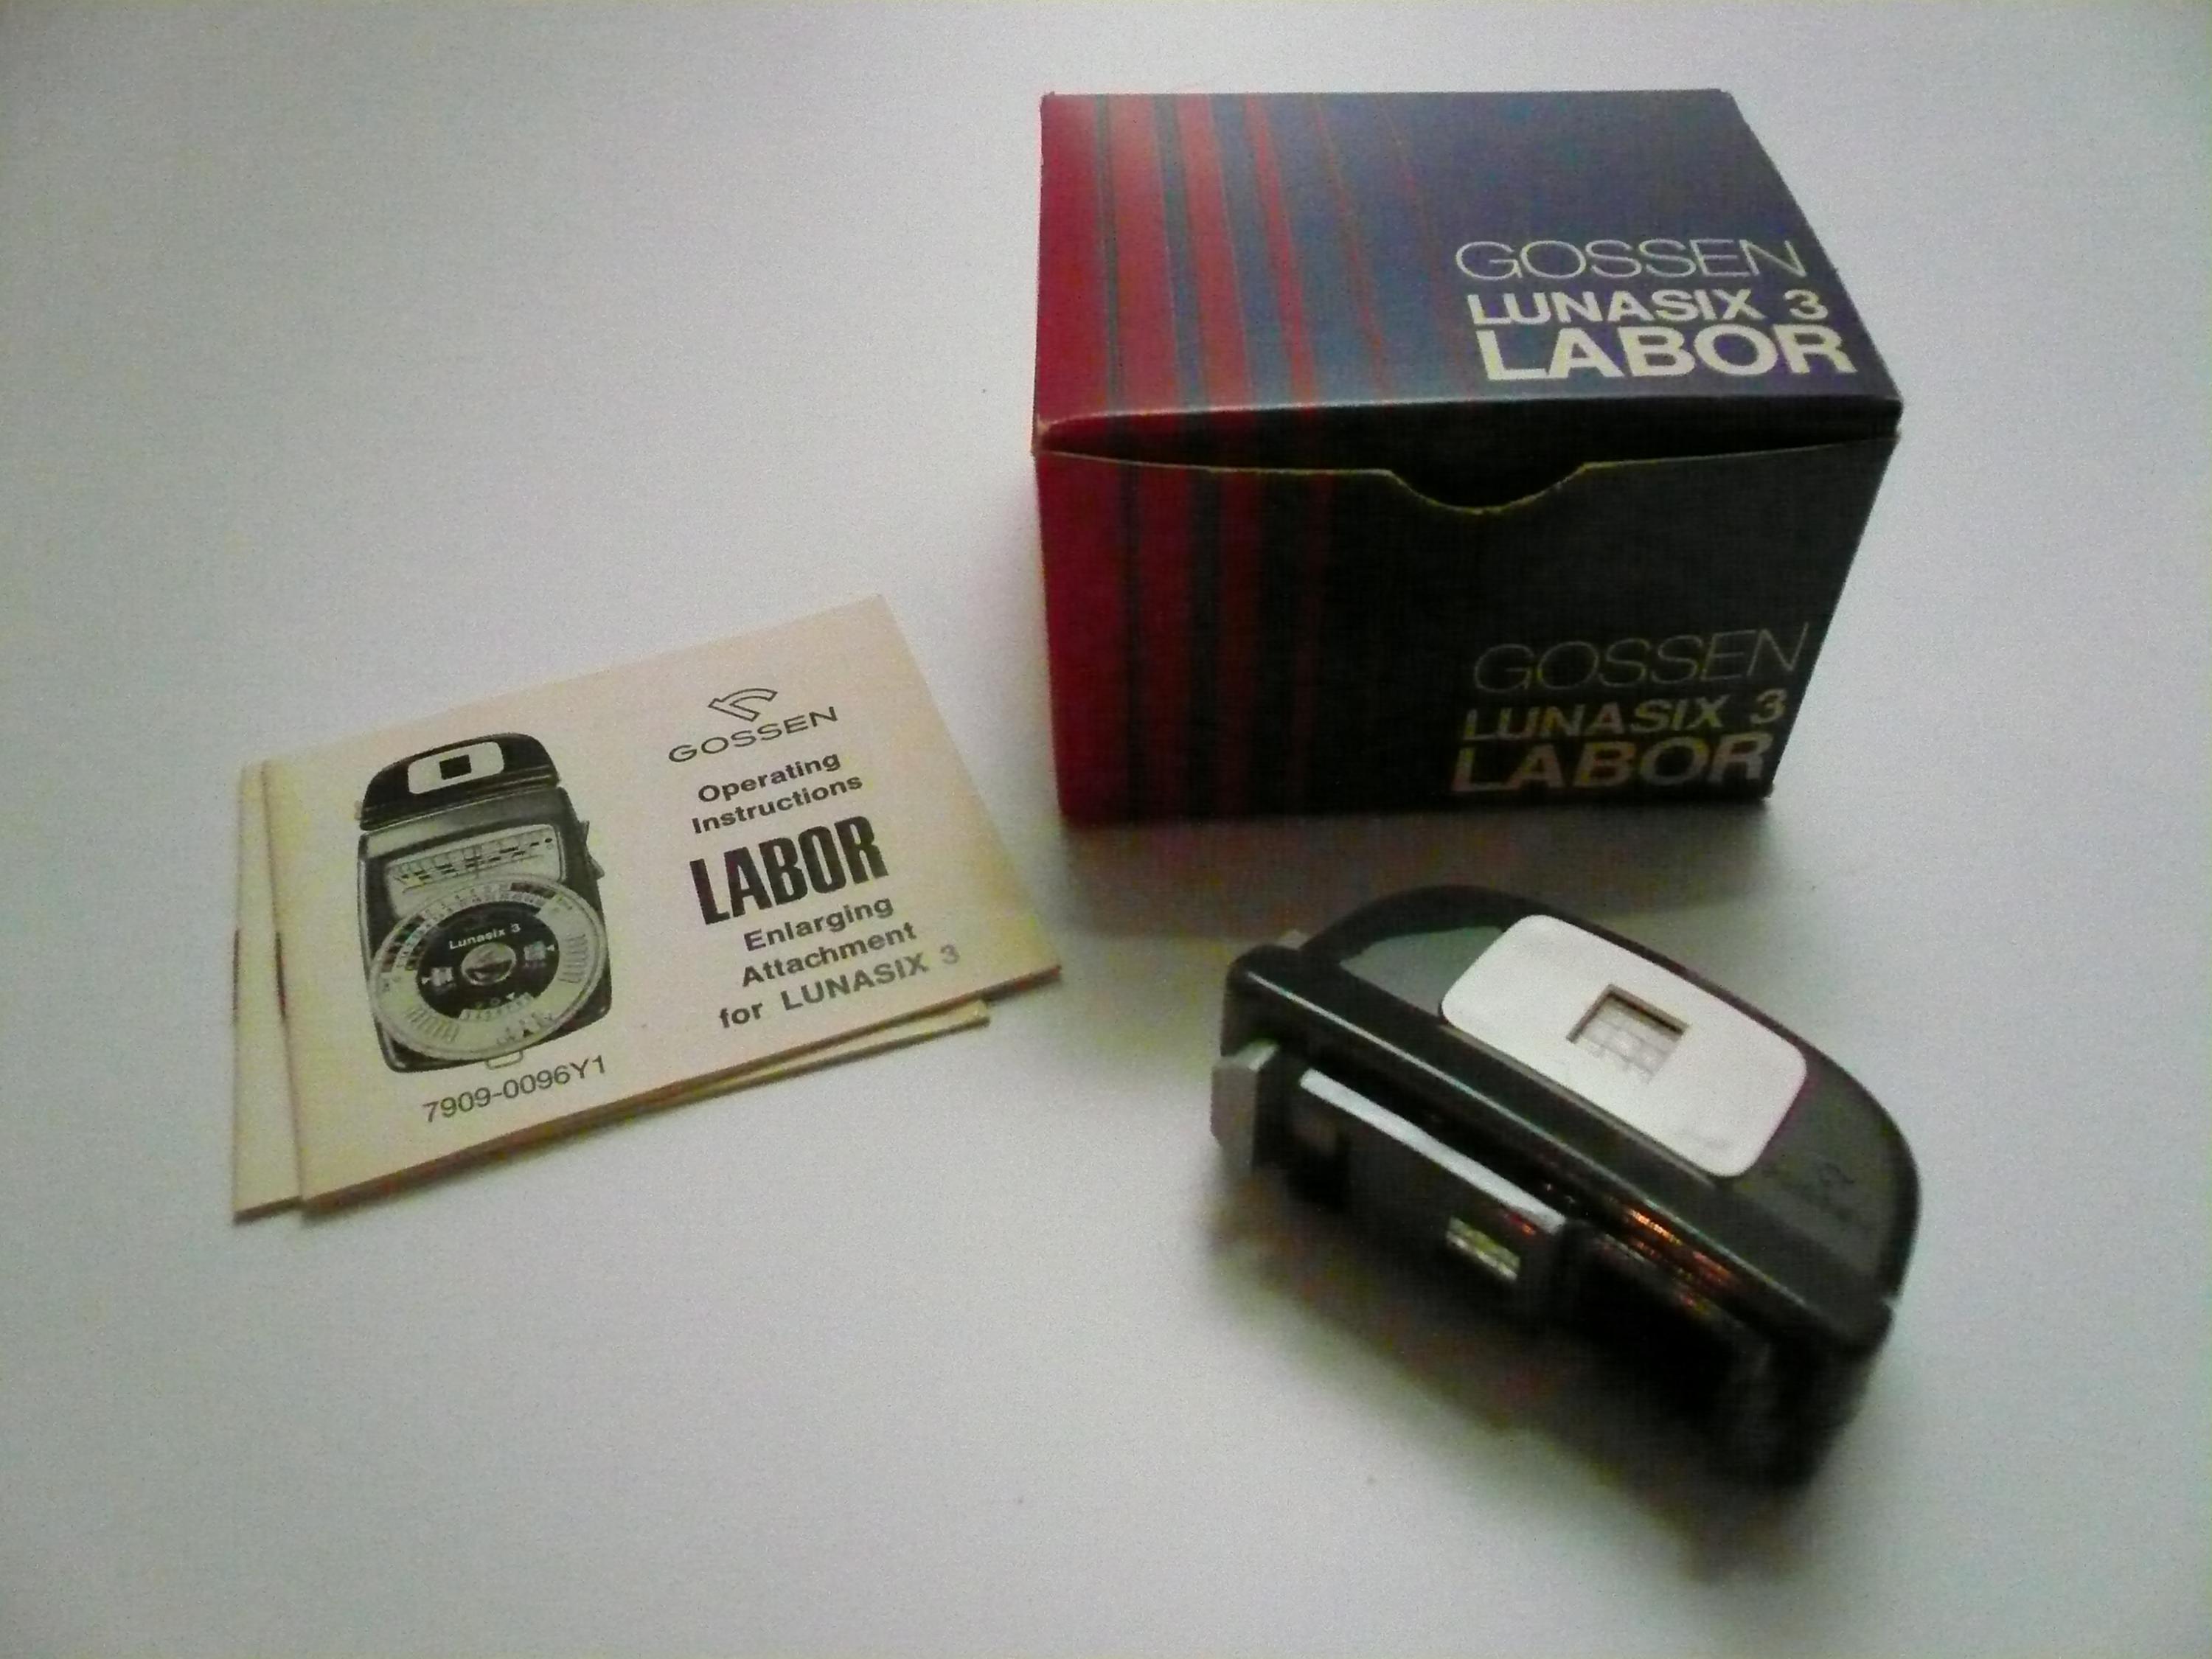 GOSSEN
LUNASIX 3
LABOR
GOSSEN
LUNASIX 3
LABOR
GOSSEN
Operating
Instructions
LABOR
Enlarging
Attachment
for LUNASIX 3
Lunasix 3
7909-0096Y1